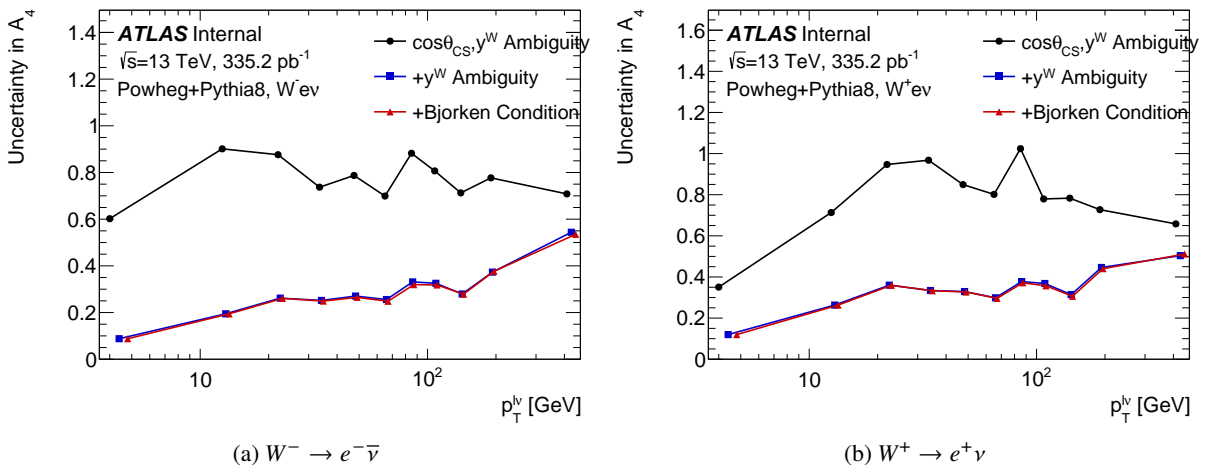 Uncertainty in A4
1.4
1.2
1
0.8
0.6
0.4
0.2
0
ATLAS Internal
√s=13 TeV, 335.2 pb-1
Powheg+Pythia8, W-eν
cosθCS,yW Ambiguity
+yW Ambiguity
+Bjorken Condition
10
102
plνT [GeV]
(a) W− → e−ν̅
Uncertainty in A4
1.6
1.4
1.2
1
0.8
0.6
0.4
0.2
0
ATLAS Internal
√s=13 TeV, 335.2 pb-1
Powheg+Pythia8, W+eν
cosθCS,yW Ambiguity
+yW Ambiguity
+Bjorken Condition
10
102
plνT [GeV]
(b) W+ → e+ν